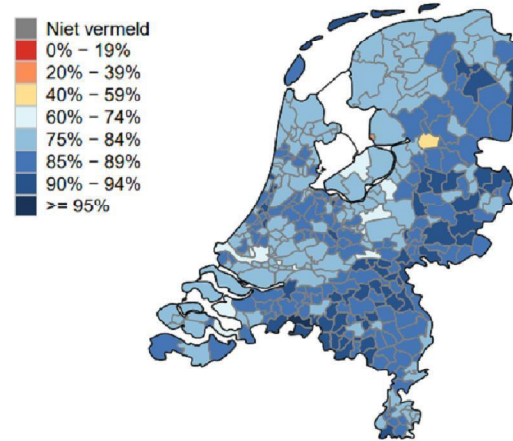 Niet vermeld
0% – 19%
20% – 39%
40% – 59%
60% – 74%
75% – 84%
85% – 89%
90% – 94%
>= 95%